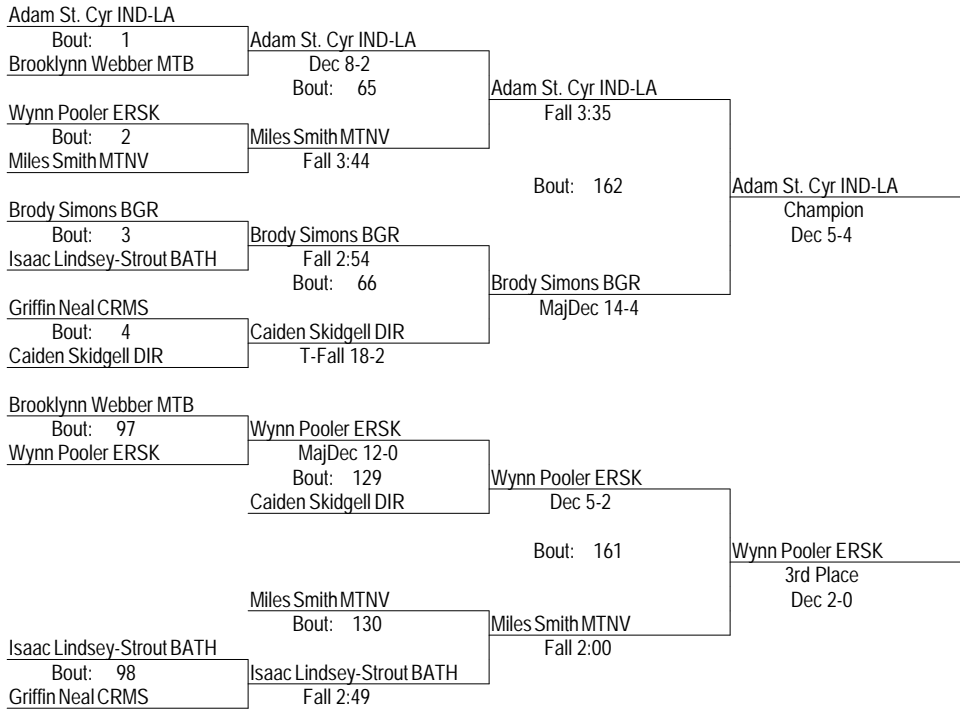 Adam St. Cyr IND-LA
Bout: 1
Brooklynn Webber MTB
Adam St. Cyr IND-LA
Dec 8-2
Bout: 65
Wynn Pooler ERSK
Bout: 2
Miles Smith MTNV
Miles Smith MTNV
Fall 3:44
Adam St. Cyr IND-LA
Fall 3:35
Bout: 162
Brody Simons BGR
Bout: 3
Isaac Lindsey-Strout BATH
Brody Simons BGR
Fall 2:54
Bout: 66
Griffin Neal CRMS
Bout: 4
Caiden Skidgell DIR
Caiden Skidgell DIR
T-Fall 18-2
Brody Simons BGR
MajDec 14-4
Adam St. Cyr IND-LA
Champion
Dec 5-4
Brooklynn Webber MTB
Bout: 97
Wynn Pooler ERSK
Wynn Pooler ERSK
MajDec 12-0
Bout: 129
Caiden Skidgell DIR
Wynn Pooler ERSK
Dec 5-2
Bout: 161
Miles Smith MTNV
Bout: 130
Isaac Lindsey-Strout BATH
Bout: 98
Griffin Neal CRMS
Isaac Lindsey-Strout BATH
Fall 2:49
Miles Smith MTNV
Fall 2:00
Wynn Pooler ERSK
3rd Place
Dec 2-0